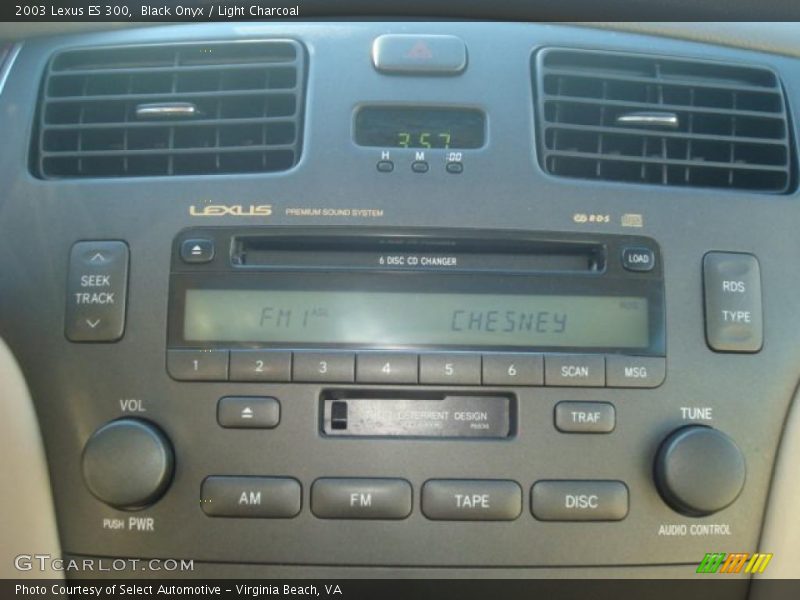 2003 Lexus ES 300, Black Onyx / Light Charcoal
3:57
H M :00
LEXUS PREMIUM SOUND SYSTEM
R·D·S
6 DISC CD CHANGER
LOAD
SEEK
TRACK
FM1 CHESNEY
RDS
TYPE
1 2 3 4 5 6 SCAN MSG
VOL
DETERRENT DESIGN
TRAF
TUNE
AM FM TAPE DISC
PUSH PWR
AUDIO CONTROL
GTCARLOT.COM
Photo Courtesy of Select Automotive - Virginia Beach, VA